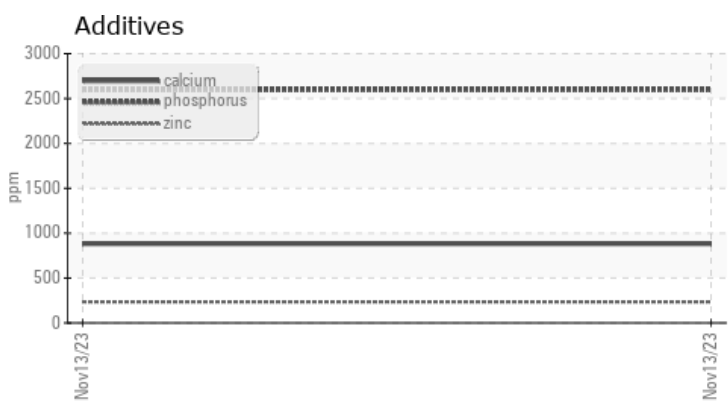 Additives
3000
2500
2000
1500
1000
500
0
ppm
calcium
phosphorus
zinc
Nov13/23
Nov13/23